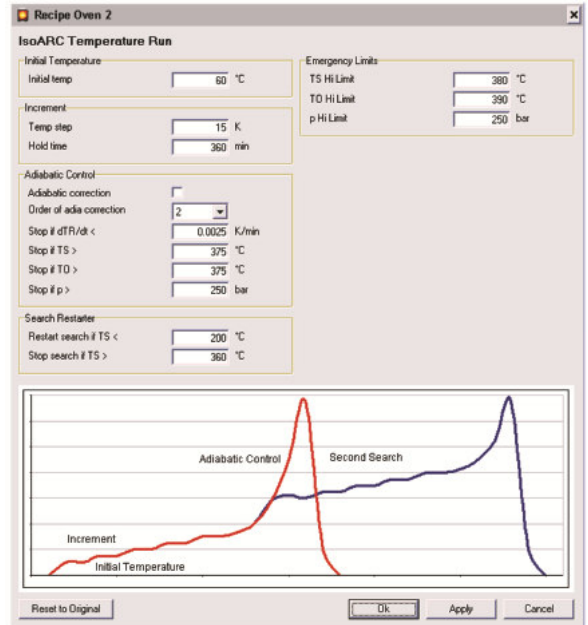 Recipe Oven 2
IsoARC Temperature Run
Initial Temperature
Initial temp 60 °C
Increment
Temp step 15 K
Hold time 360 min
Adiabatic Control
Adiabatic correction
Order of adia correction 2
Stop if dTR/dt < 0.0025 K/min
Stop if TS > 375 °C
Stop if TO > 375 °C
Stop if p > 250 bar
Search Restarter
Restart search if TS < 200 °C
Stop search if TS > 360 °C
Emergency Limits
TS Hi Limit 380 °C
TO Hi Limit 390 °C
p Hi Limit 250 bar
Adiabatic Control
Second Search
Increment
Initial Temperature
Reset to Original
Ok
Apply
Cancel